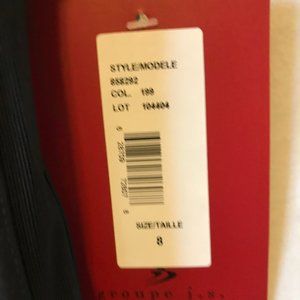 STYLE/MODELE
858292
COL. 199
LOT 104404
SIZE/TAILLE
8
groupe j.s.